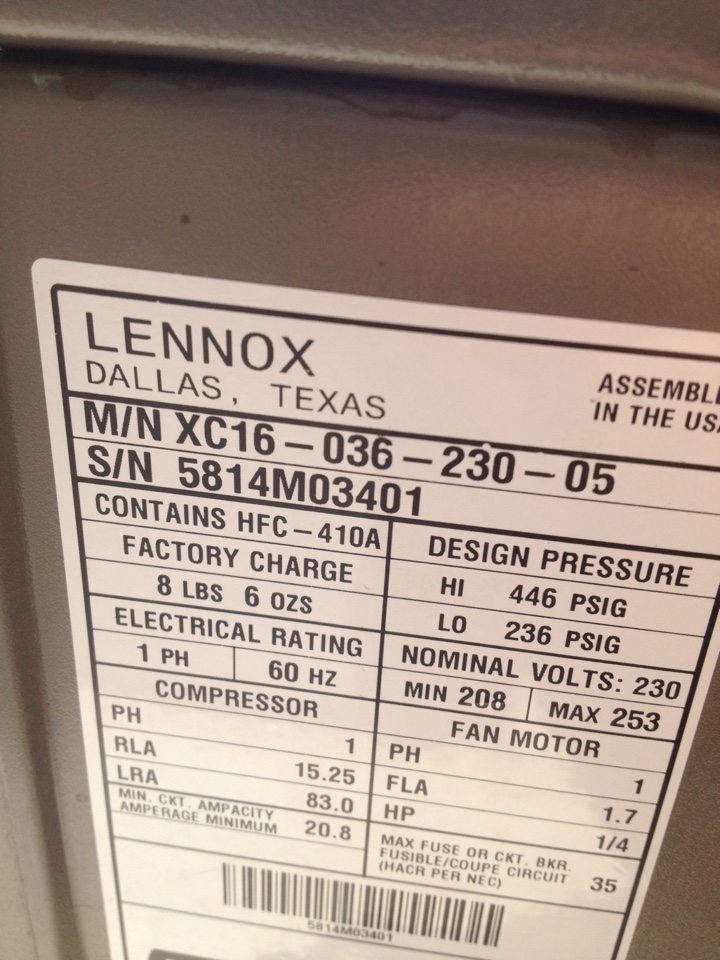 LENNOX
DALLAS, TEXAS
IN THE
M/N XC16-036-230-05
S/N 5814M03401
CONTAINS HFC-410A
FACTORY CHARGE
8 LBS 6 OZS
DESIGN PRESSURE
HI 446 PSIG
LO 236 PSIG
ELECTRICAL RATING
1 PH 60 HZ
NOMINAL VOLTS: 230
MIN 208 MAX 253
COMPRESSOR
PH 1
RLA 15.25
LRA 83.0
MIN. CKT. AMPACITY
AMPERAGE MINIMUM 20.8
FAN MOTOR
PH 1
FLA 1.7
HP 1/4
MAX FUSE OR CKT. BKR.
FUSIBLE/COUPE CIRCUIT
(HACR PER NEC) 35
5814M03401